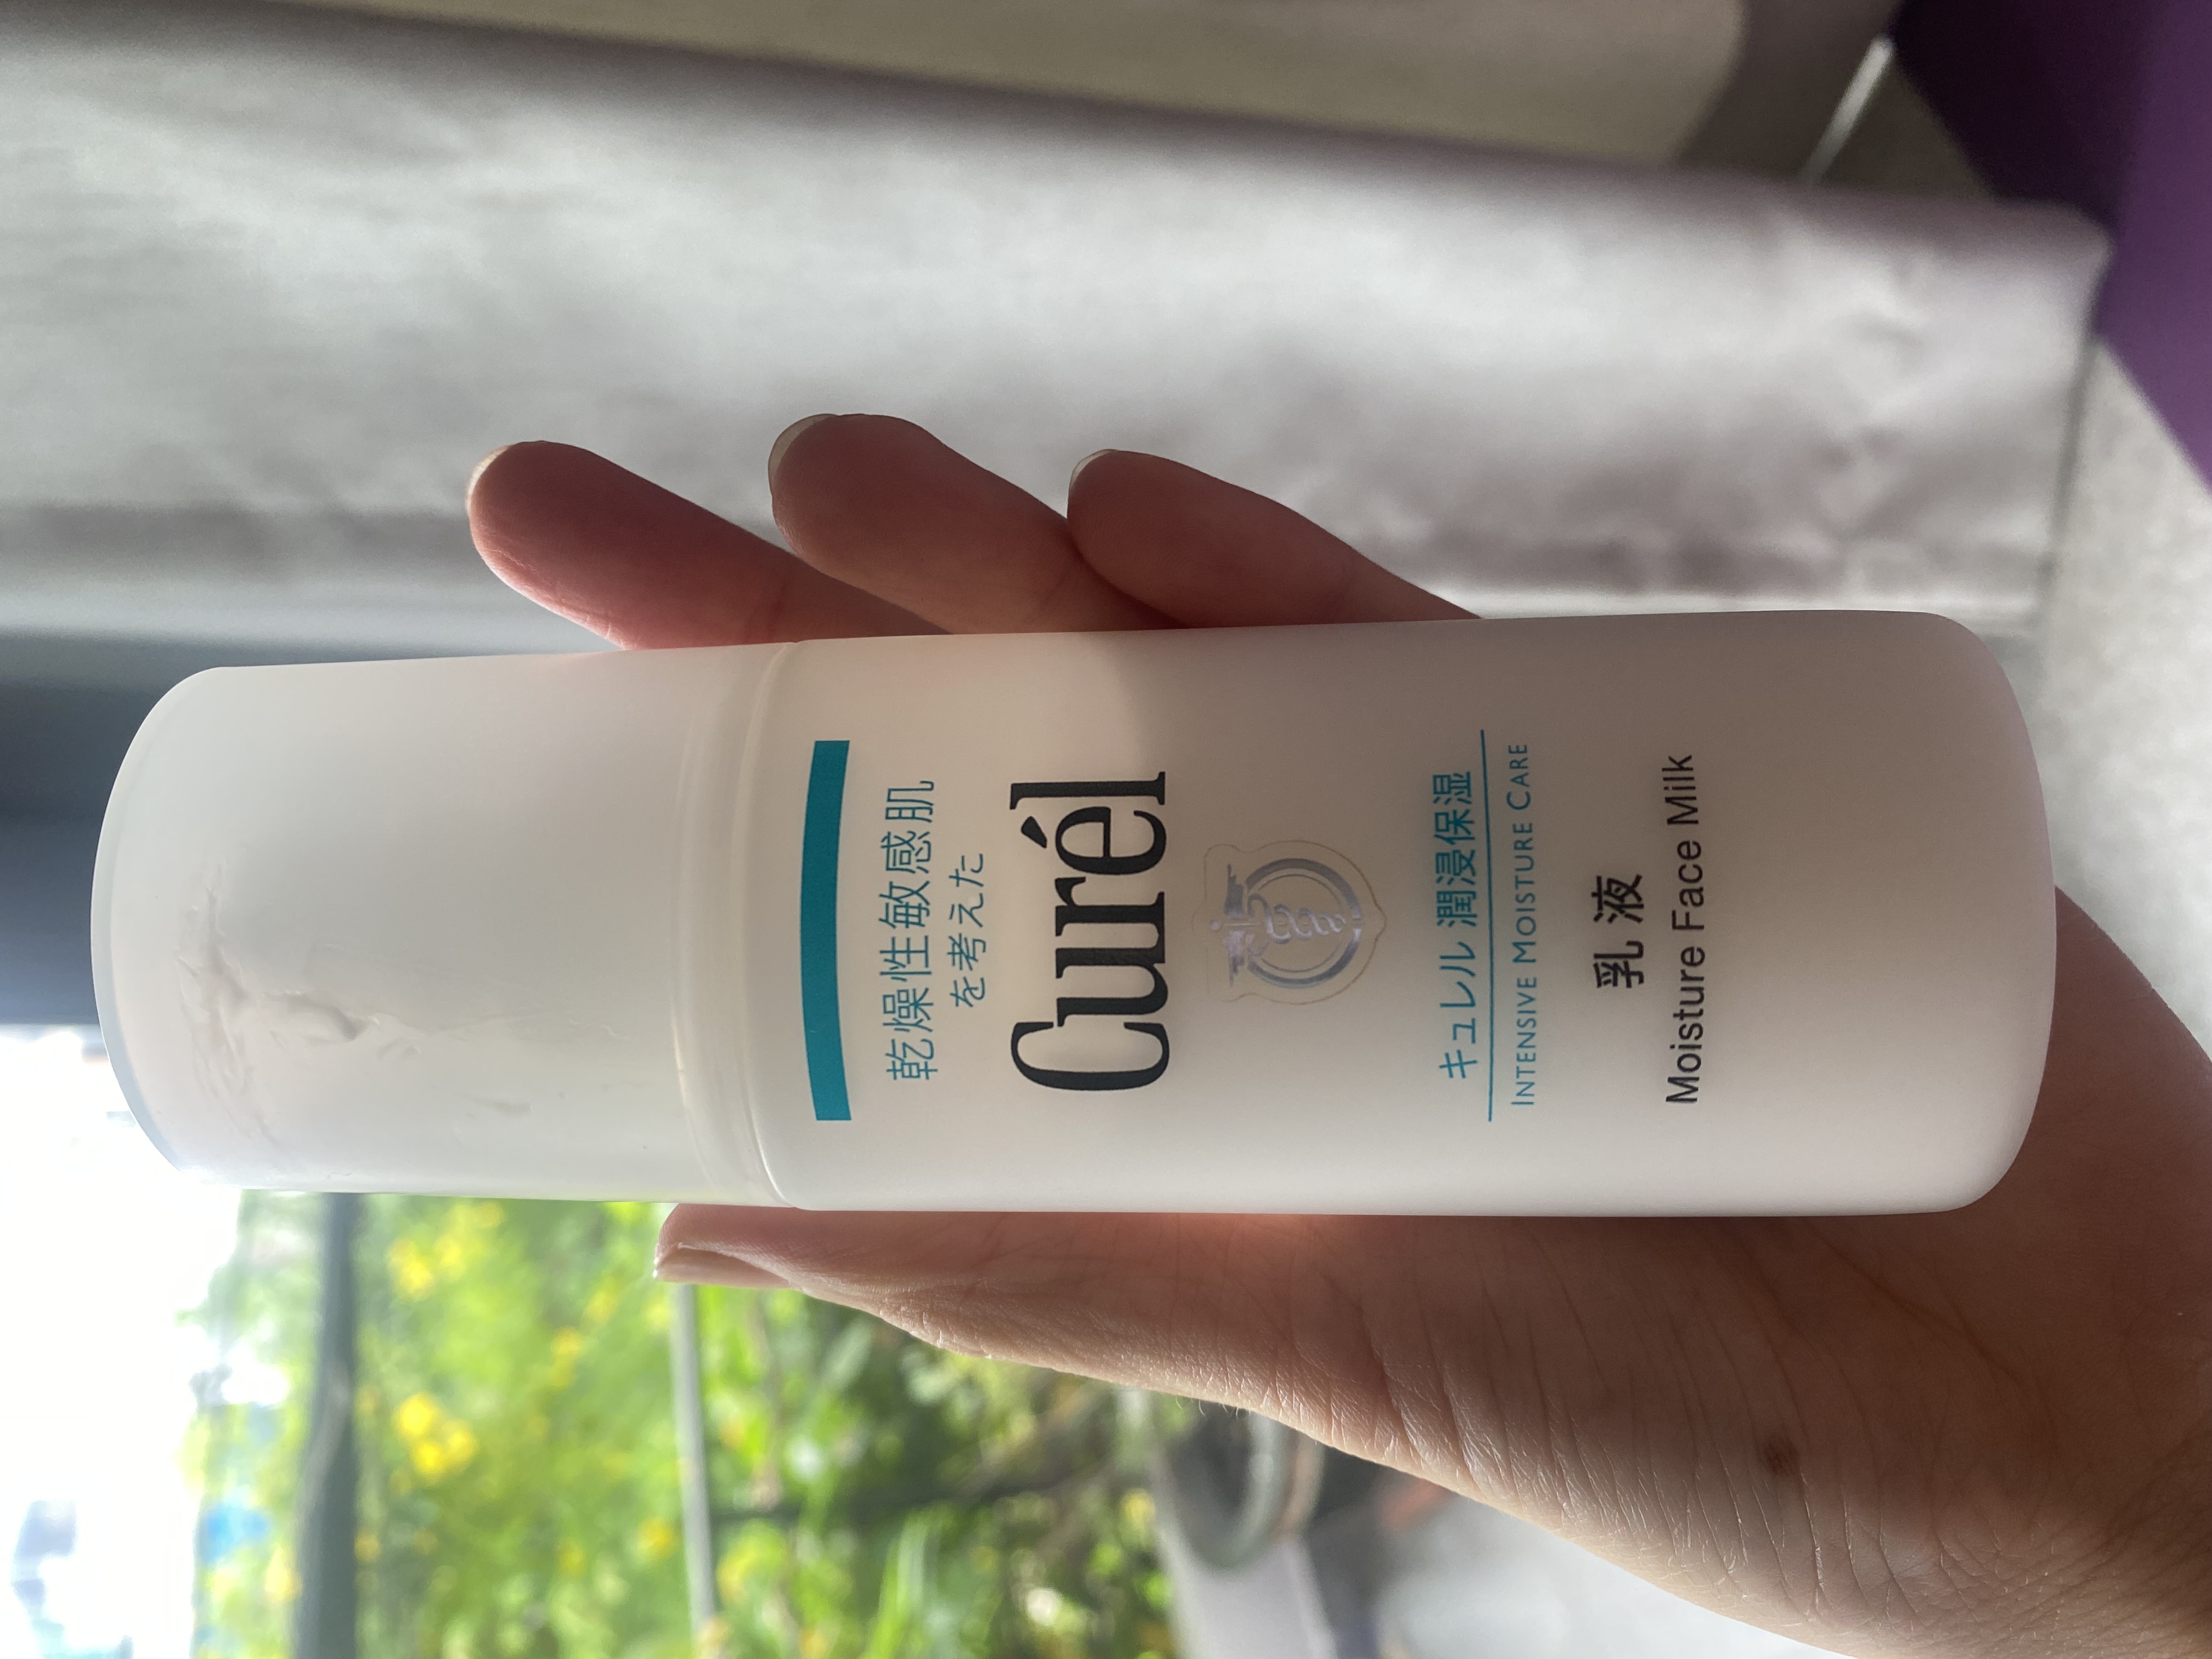 乾燥性敏感肌
を考えた
Curél
キュレル 潤浸保湿
INTENSIVE MOISTURE CARE
乳液
Moisture Face Milk